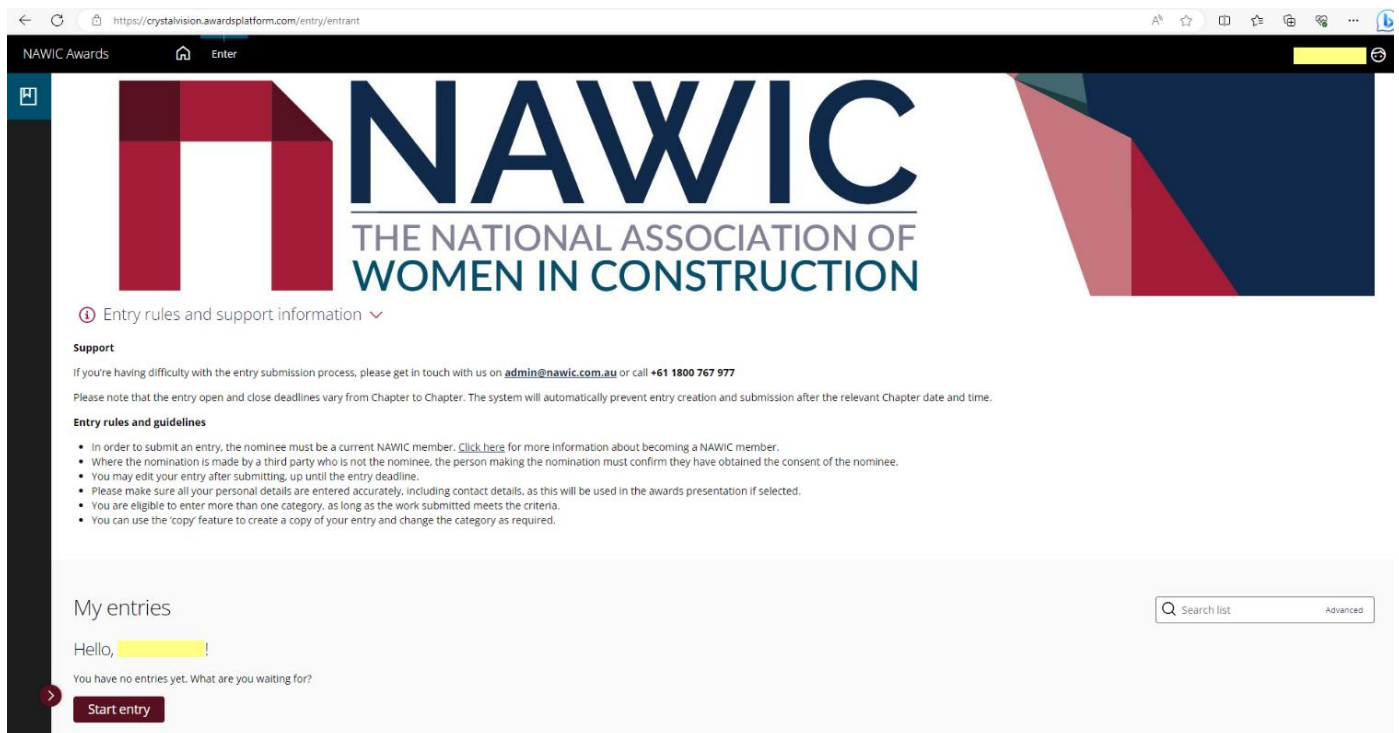 https://crystalvision.awardsplatform.com/entry/entrant
NAWIC Awards
Enter
NAWIC
THE NATIONAL ASSOCIATION OF
WOMEN IN CONSTRUCTION
Entry rules and support information
Support
If you're having difficulty with the entry submission process, please get in touch with us on admin@nawic.com.au or call +61 1800 767 977
Please note that the entry open and close deadlines vary from Chapter to Chapter. The system will automatically prevent entry creation and submission after the relevant Chapter date and time.
Entry rules and guidelines
• In order to submit an entry, the nominee must be a current NAWIC member. Click here for more information about becoming a NAWIC member.
• Where the nomination is made by a third party who is not the nominee, the person making the nomination must confirm they have obtained the consent of the nominee.
• You may edit your entry after submitting, up until the entry deadline.
• Please make sure all your personal details are entered accurately, including contact details, as this will be used in the awards presentation if selected.
• You are eligible to enter more than one category, as long as the work submitted meets the criteria.
• You can use the 'copy' feature to create a copy of your entry and change the category as required.
My entries
Search list
Advanced
Hello, !
You have no entries yet. What are you waiting for?
Start entry